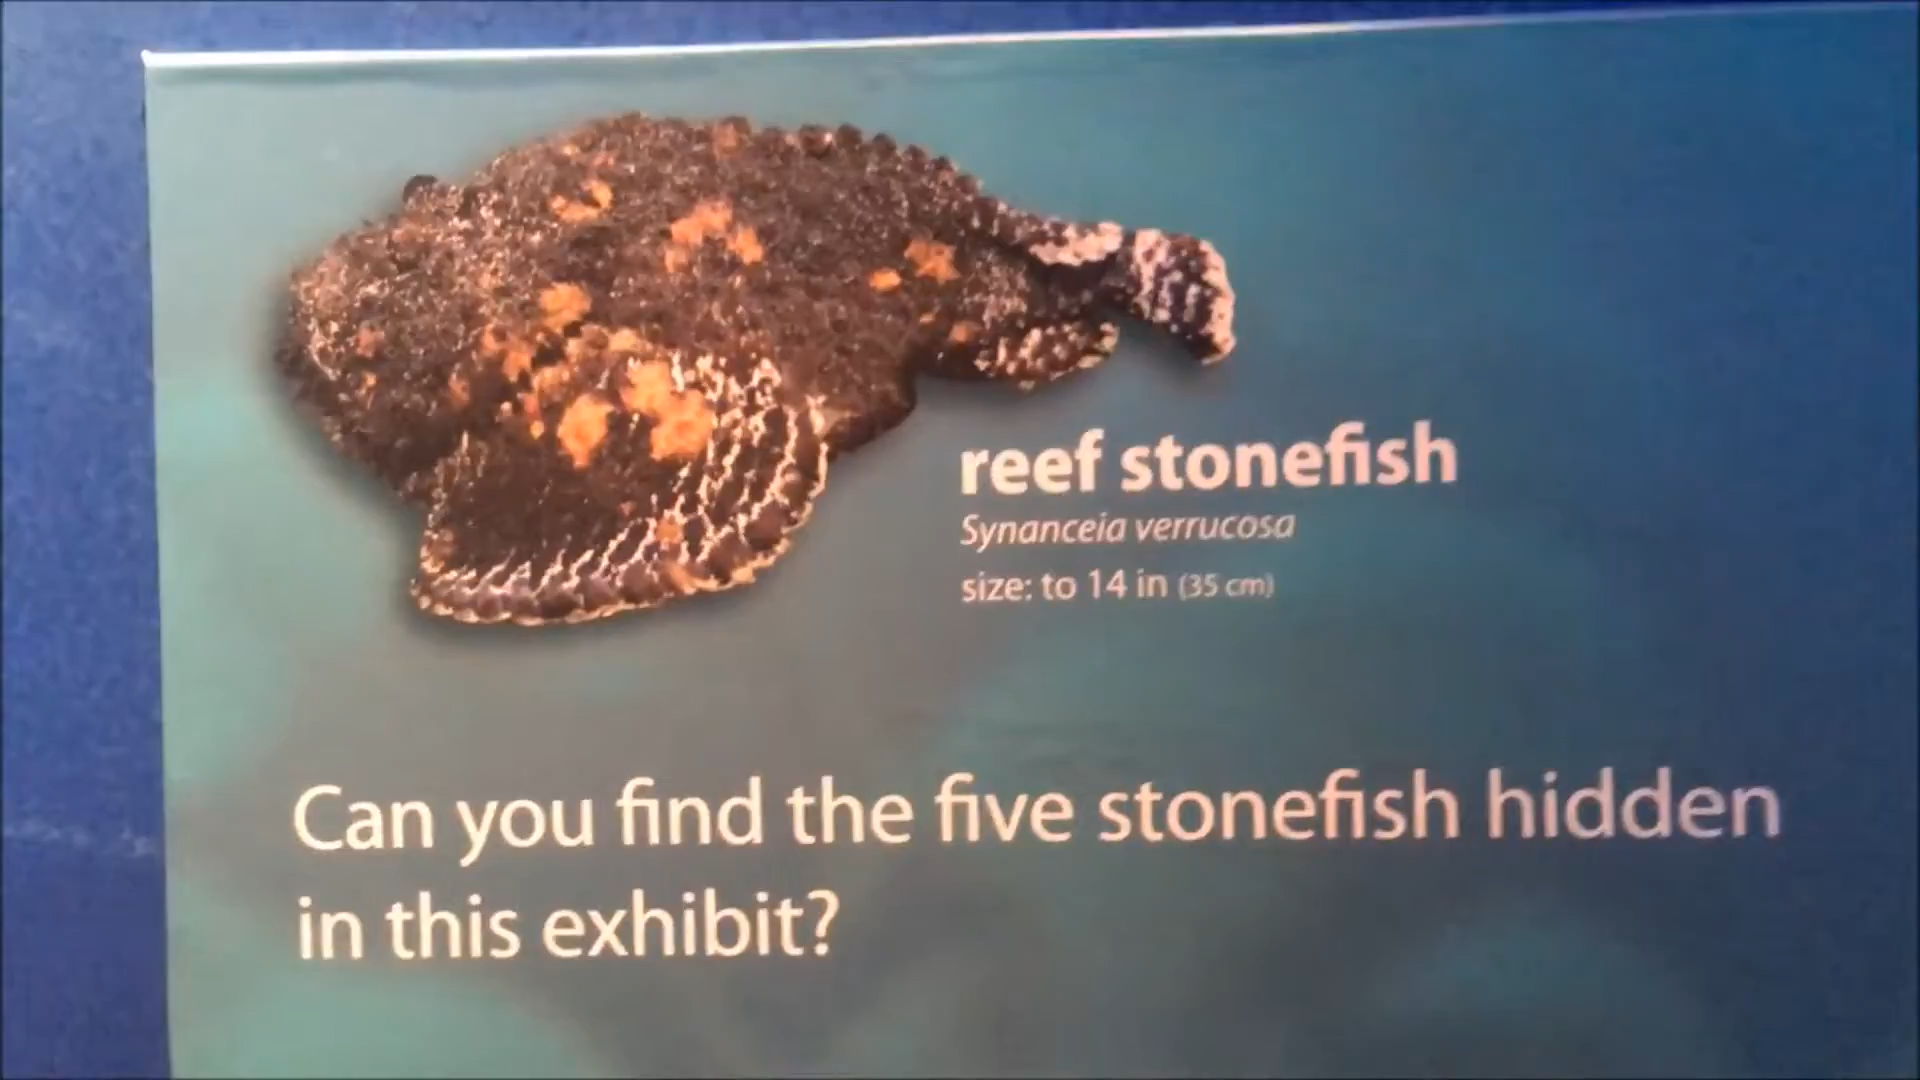 reef stonefish
Synanceia verrucosa
size: to 14 in (35 cm)
Can you find the five stonefish hidden
in this exhibit?